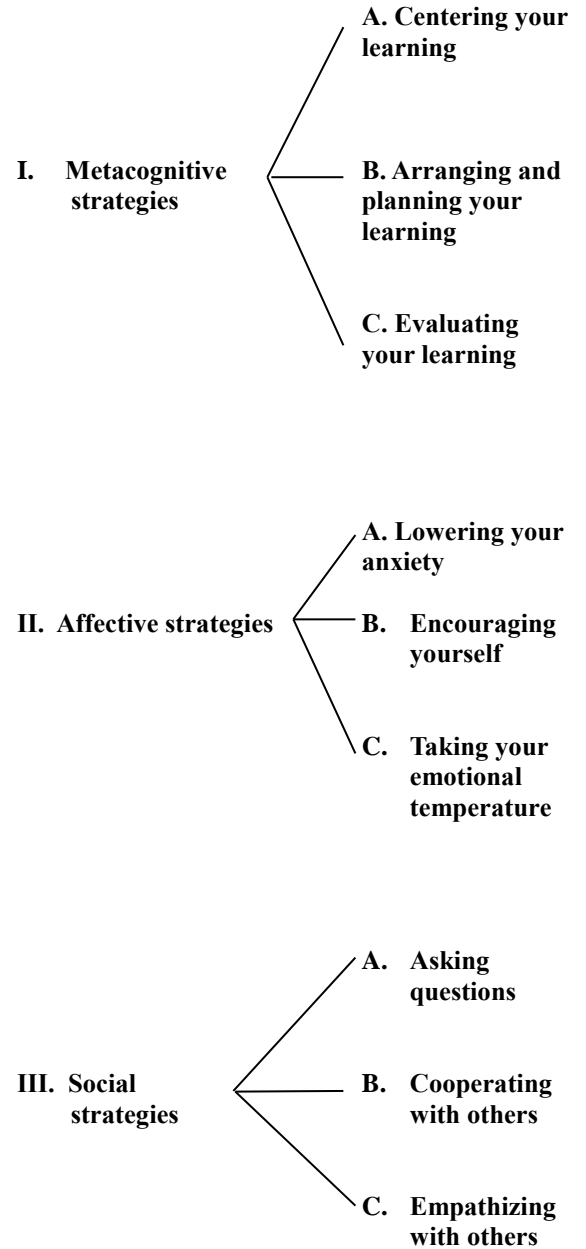 A. Centering your
learning
I. Metacognitive
strategies
B. Arranging and
planning your
learning
C. Evaluating
your learning
A. Lowering your
anxiety
II. Affective strategies
B. Encouraging
yourself
C. Taking your
emotional
temperature
A. Asking
questions
III. Social
strategies
B. Cooperating
with others
C. Empathizing
with others